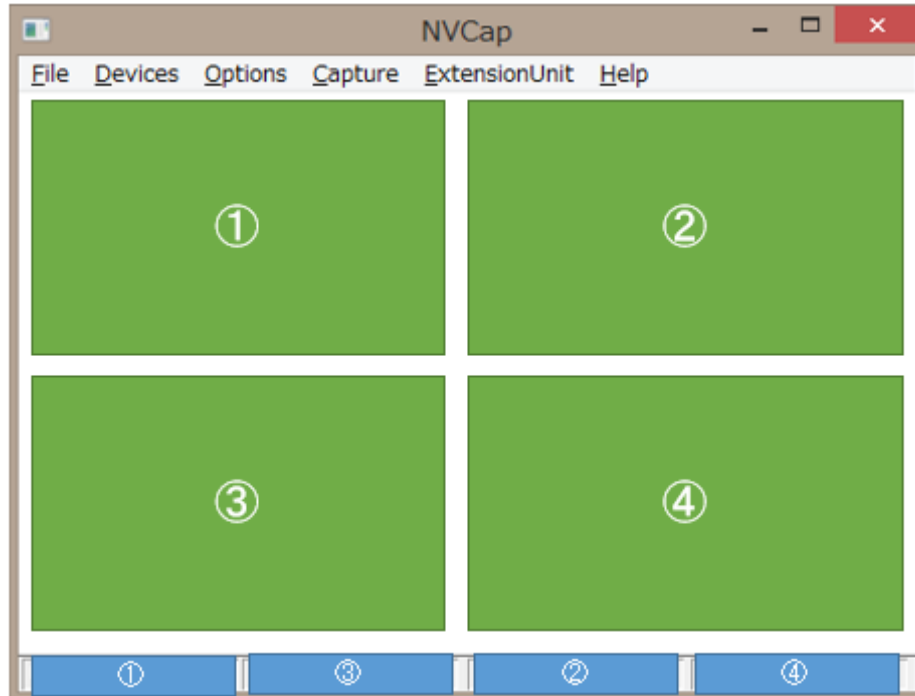 NVCap
File Devices Options Capture ExtensionUnit Help
① ②
③ ④
① ③ ② ④